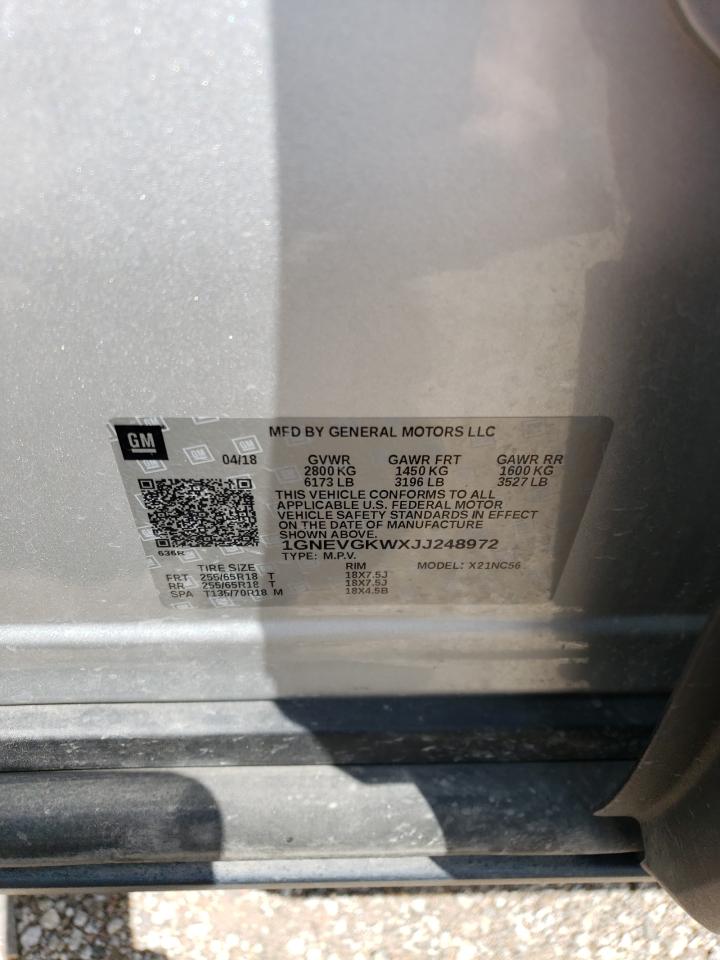 GM
MFD BY GENERAL MOTORS LLC
04/18 GVWR GAWR FRT GAWR RR
2800 KG 1450 KG 1600 KG
6173 LB 3196 LB 3527 LB
THIS VEHICLE CONFORMS TO ALL
APPLICABLE U.S. FEDERAL MOTOR
VEHICLE SAFETY STANDARDS IN EFFECT
ON THE DATE OF MANUFACTURE
SHOWN ABOVE.
1GNEVGKWXJJ248972
636R TYPE: M.P.V.
TIRE SIZE RIM MODEL: X21NC56
FRT 255/65R18 T 18X7.5J
RR 255/65R18 T 18X7.5J
SPA T135/70R18 M 18X4.5B